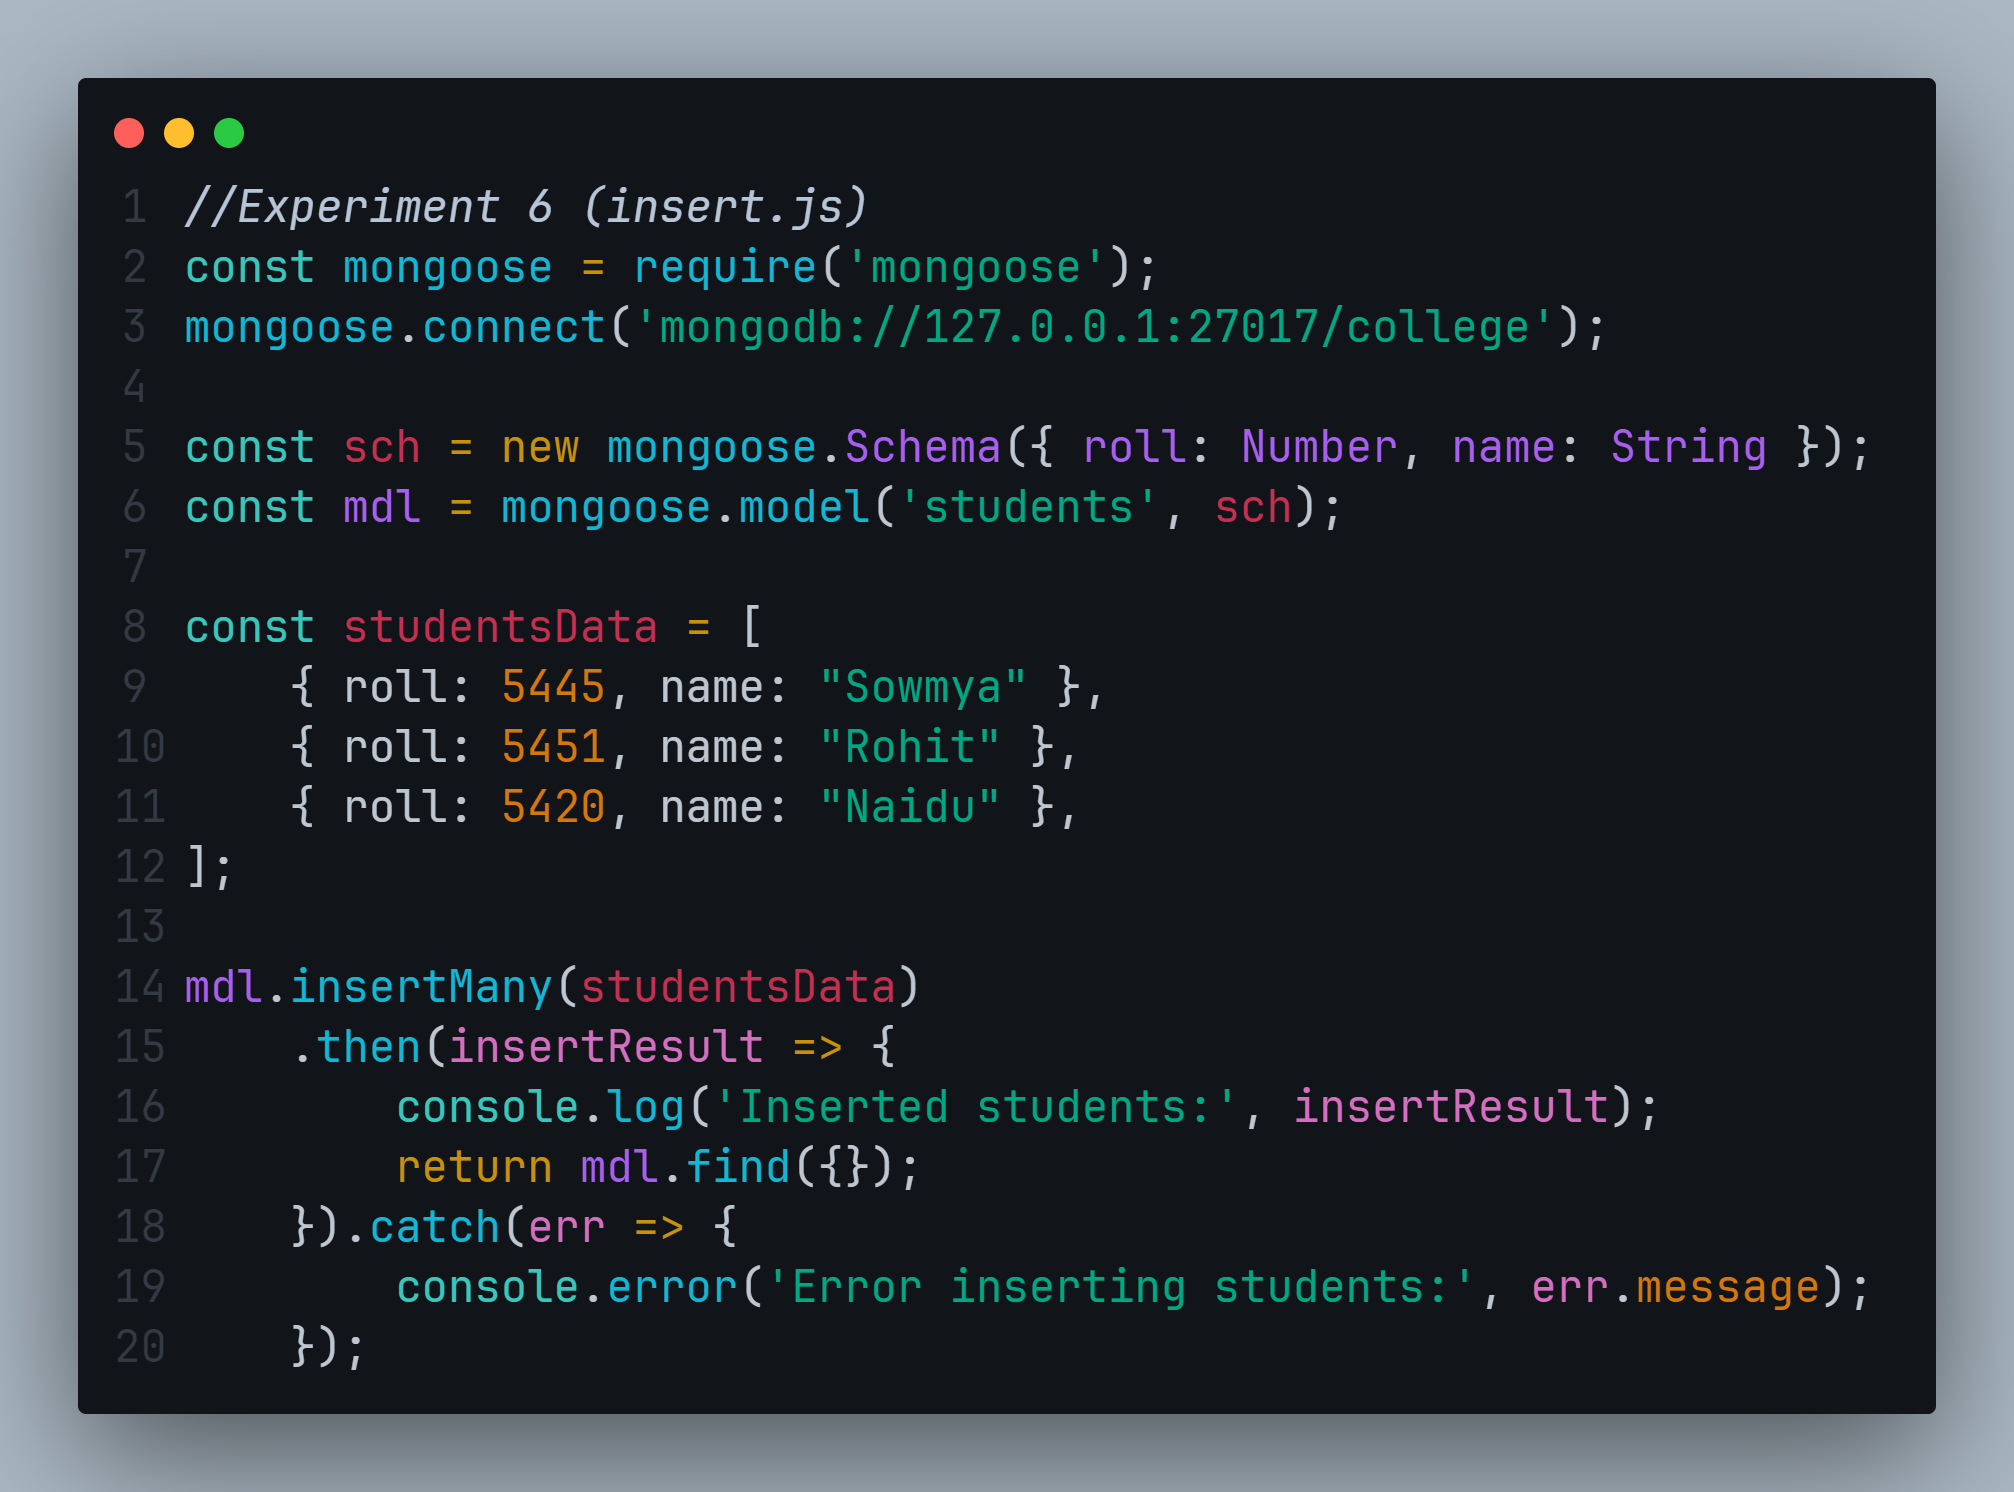 1 //Experiment 6 (insert.js)
2 const mongoose = require('mongoose');
3 mongoose.connect('mongodb://127.0.0.1:27017/college');
4
5 const sch = new mongoose.Schema({ roll: Number, name: String });
6 const mdl = mongoose.model('students', sch);
7
8 const studentsData = [
9     { roll: 5445, name: "Sowmya" },
10     { roll: 5451, name: "Rohit" },
11     { roll: 5420, name: "Naidu" },
12 ];
13
14 mdl.insertMany(studentsData)
15     .then(insertResult => {
16         console.log('Inserted students:', insertResult);
17         return mdl.find({});
18     }).catch(err => {
19         console.error('Error inserting students:', err.message);
20     });